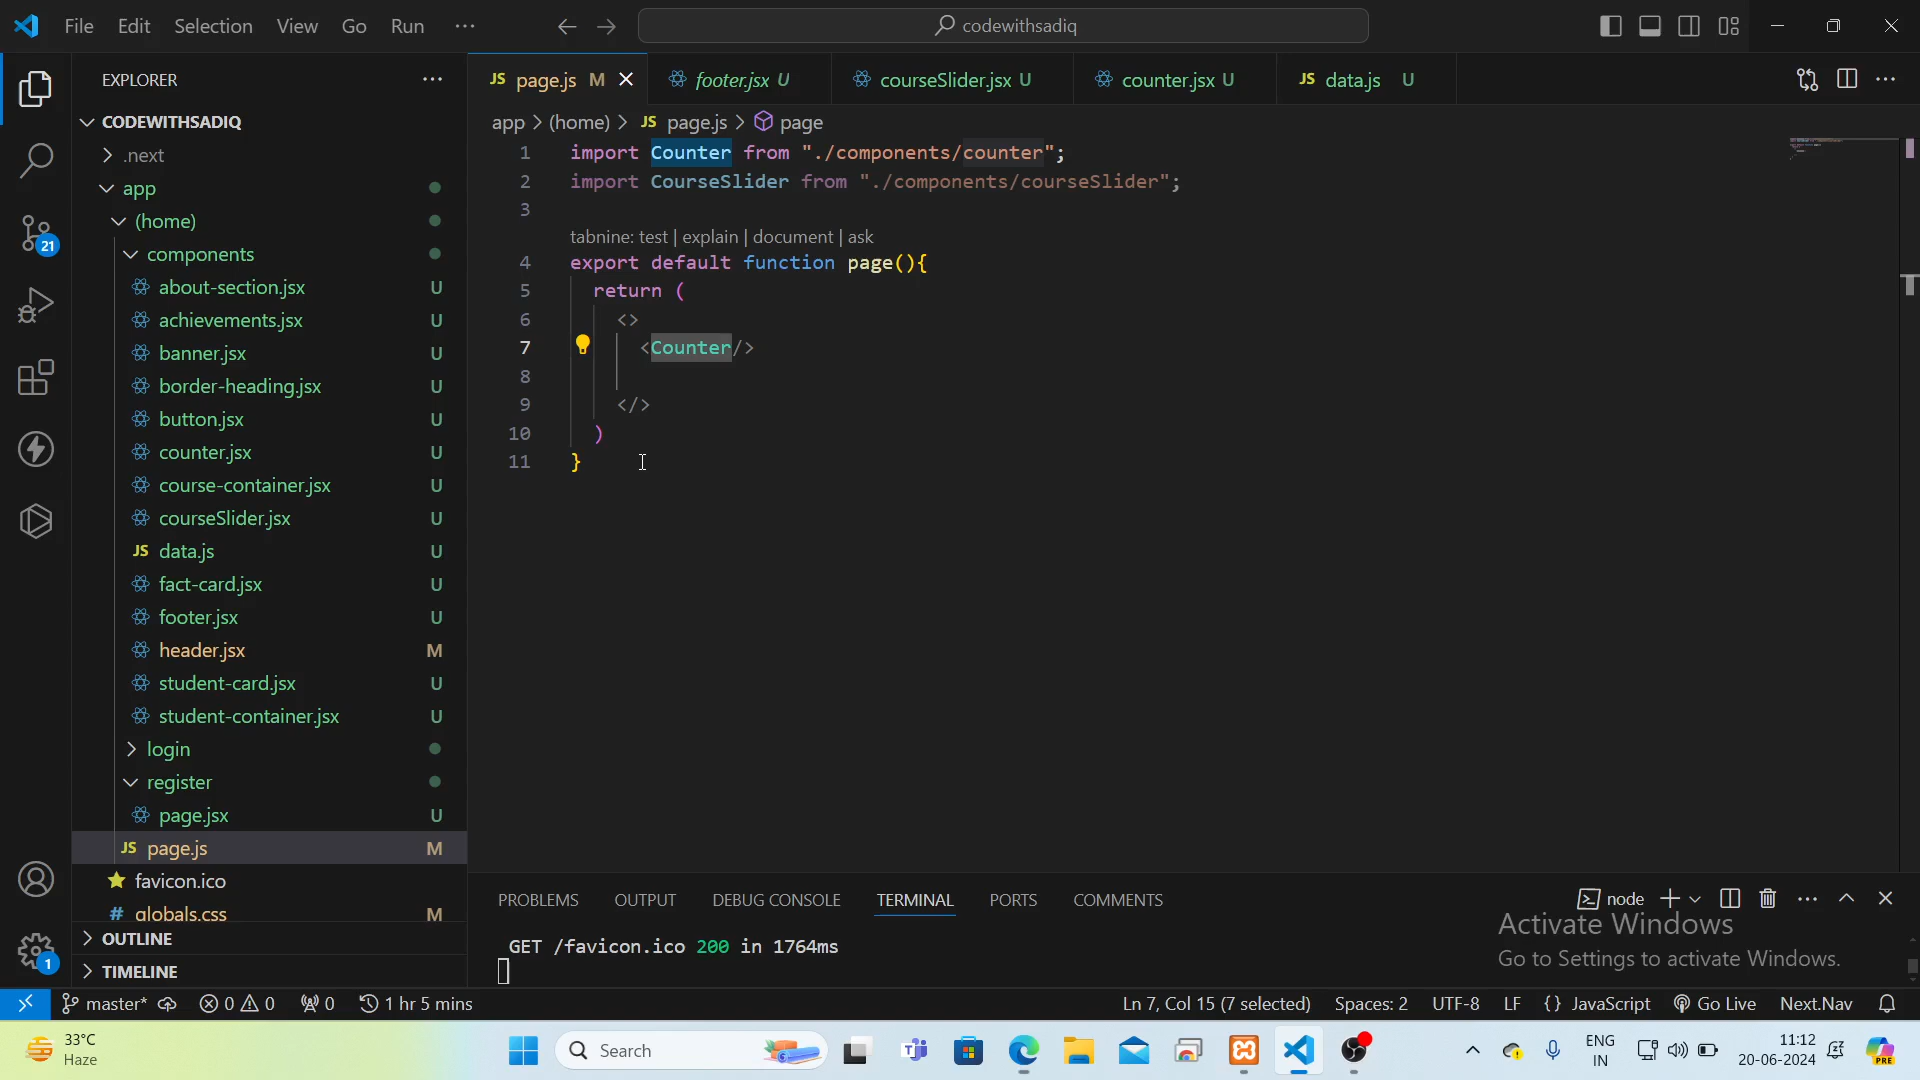 File Edit Selection View Go Run ··· codewithsadiq
EXPLORER ···
CODEWITHSADIQ
.next
app
(home)
components
about-section.jsx U
achievements.jsx U
banner.jsx U
border-heading.jsx U
button.jsx U
counter.jsx U
course-container.jsx U
courseSlider.jsx U
JS data.js U
fact-card.jsx U
footer.jsx U
header.jsx M
student-card.jsx U
student-container.jsx U
login
register
page.jsx U
JS page.js M
favicon.ico
# globals.css M
OUTLINE
TIMELINE
21
1
JS page.js M footer.jsx U courseSlider.jsx U counter.jsx U JS data.js U ···
app > (home) > JS page.js > page
1 import Counter from "./components/counter";
2 import CourseSlider from "./components/courseSlider";
3
tabnine: test | explain | document | ask
4 export default function page(){
5 return (
6 <>
7 <Counter/>
8
9 </>
10 )
11 }
PROBLEMS OUTPUT DEBUG CONSOLE TERMINAL PORTS COMMENTS node ···
GET /favicon.ico 200 in 1764ms
Activate Windows
Go to Settings to activate Windows.
master* 0 0 0 1 hr 5 mins Ln 7, Col 15 (7 selected) Spaces: 2 UTF-8 LF {} JavaScript Go Live Next.Nav
33°C
Haze
Search
ENG
IN
11:12
20-06-2024
PRE